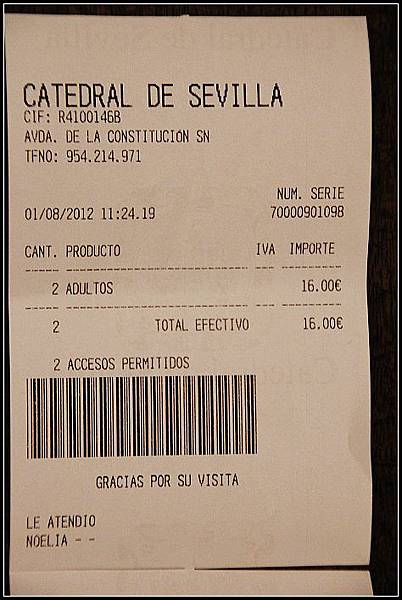 CATEDRAL DE SEVILLA
CIF: R4100146B
AVDA. DE LA CONSTITUCIÓN SN
TFNO: 954.214.971
NUM. SERIE
01/08/2012 11:24.19 70000901098
CANT. PRODUCTO IVA IMPORTE
2 ADULTOS 16.00€
2 TOTAL EFECTIVO 16.00€
2 ACCESOS PERMITIDOS
GRACIAS POR SU VISITA
LE ATENDIO
NOELIA - -